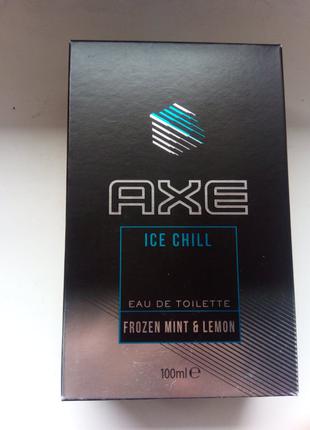 AXE
ICE CHILL
EAU DE TOILETTE
FROZEN MINT & LEMON
100ml ℮